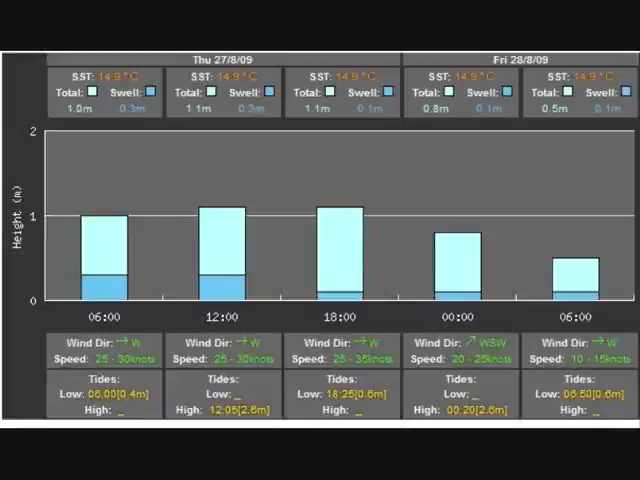 Thu 27/8/09 Fri 28/8/09
SST: 14.9°C SST: 14.9°C SST: 14.9°C SST: 14.9°C SST: 14.9°C
Total: Swell: Total: Swell: Total: Swell: Total: Swell: Total: Swell:
1.0m 0.3m 1.1m 0.3m 1.1m 0.1m 0.8m 0.1m 0.5m 0.1m
2
1
0
Height (m)
06:00 12:00 18:00 00:00 06:00
Wind Dir: → W Wind Dir: → W Wind Dir: → W Wind Dir: ↗ WSW Wind Dir: → W
Speed: 25 - 30knots Speed: 25 - 30knots Speed: 25 - 35knots Speed: 20 - 25knots Speed: 10 - 15knots
Tides: Tides: Tides: Tides: Tides:
Low: 06:00[0.4m] Low: _ Low: 18:25[0.6m] Low: _ Low: 06:50[0.6m]
High: _ High: 12:05[2.6m] High: _ High: 00:20[2.6m] High: _